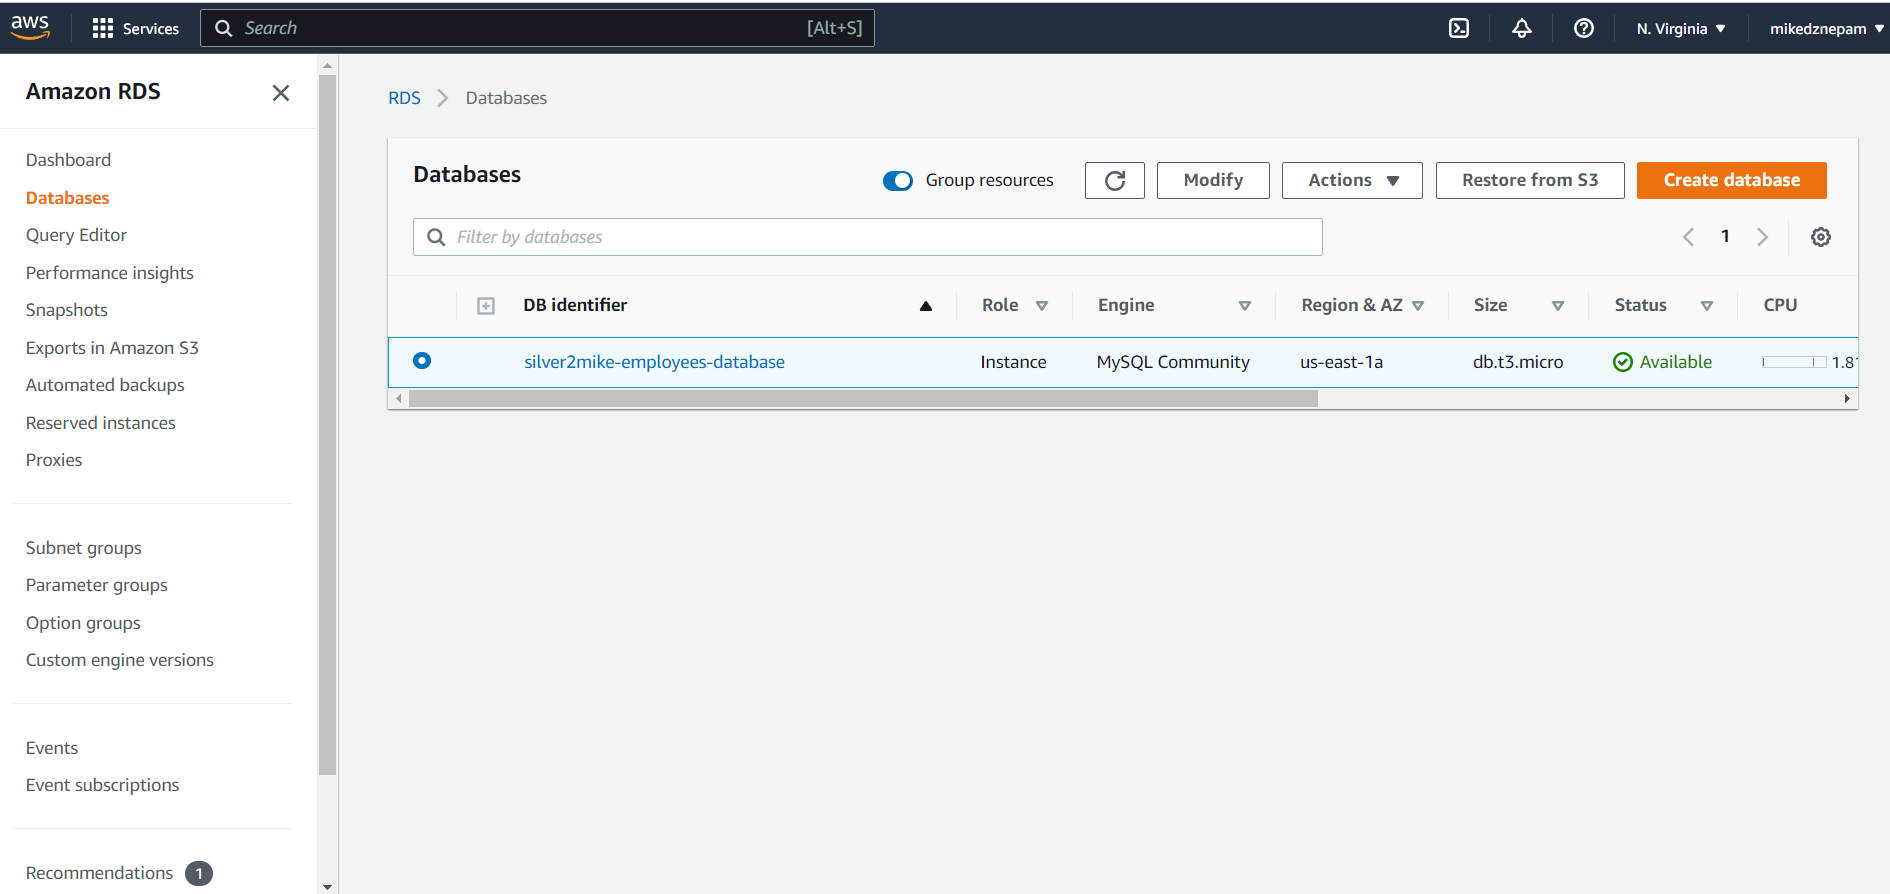 aws
Services
Search [Alt+S]
N. Virginia
mikedznepam
Amazon RDS
Dashboard
Databases
Query Editor
Performance insights
Snapshots
Exports in Amazon S3
Automated backups
Reserved instances
Proxies
Subnet groups
Parameter groups
Option groups
Custom engine versions
Events
Event subscriptions
Recommendations 1
RDS Databases
Databases
Group resources
Modify
Actions
Restore from S3
Create database
Filter by databases
1
DB identifier Role Engine Region & AZ Size Status CPU
silver2mike-employees-database Instance MySQL Community us-east-1a db.t3.micro Available 1.8